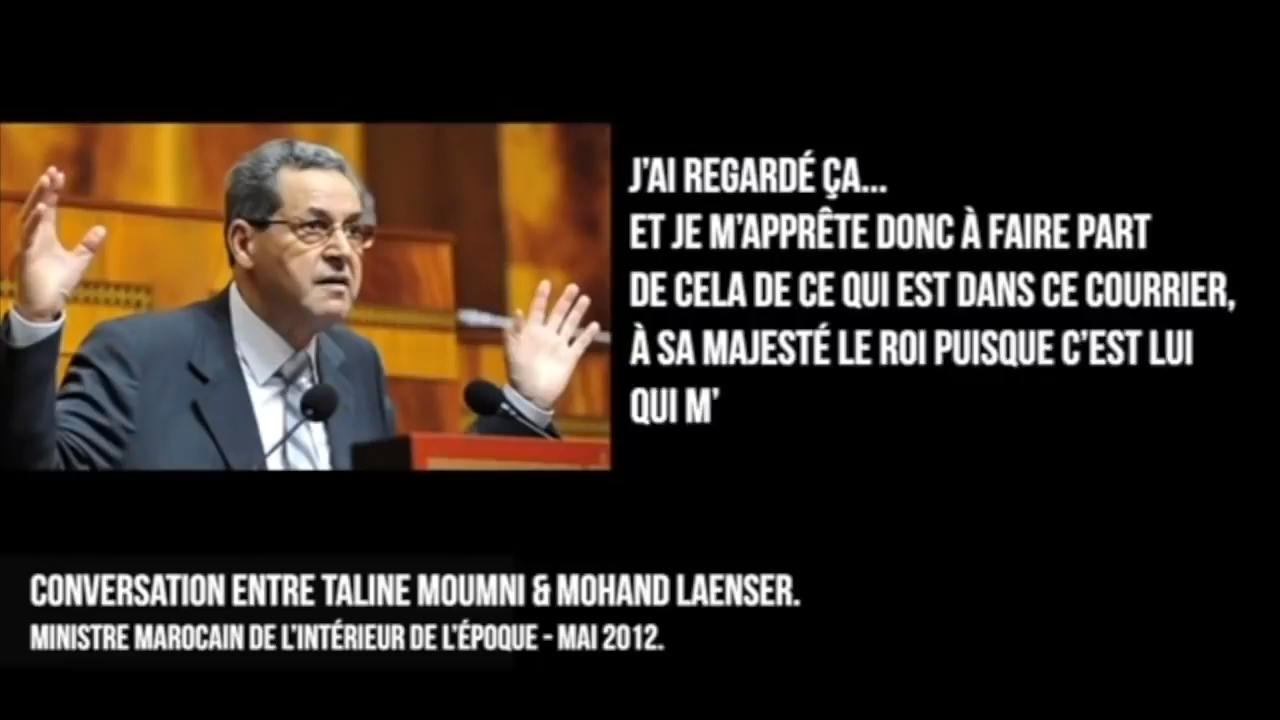 J'AI REGARDÉ ÇA...
ET JE M'APPRÊTE DONC À FAIRE PART
DE CELA DE CE QUI EST DANS CE COURRIER,
À SA MAJESTÉ LE ROI PUISQUE C'EST LUI
QUI M'
CONVERSATION ENTRE TALINE MOUMNI & MOHAND LAENSER.
MINISTRE MAROCAIN DE L'INTÉRIEUR DE L'ÉPOQUE - MAI 2012.